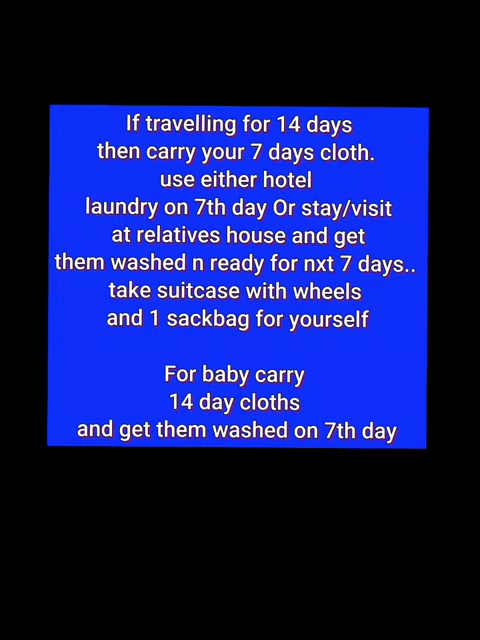 If travelling for 14 days
then carry your 7 days cloth.
use either hotel
laundry on 7th day Or stay/visit
at relatives house and get
them washed n ready for nxt 7 days..
take suitcase with wheels
and 1 sackbag for yourself
For baby carry
14 day cloths
and get them washed on 7th day